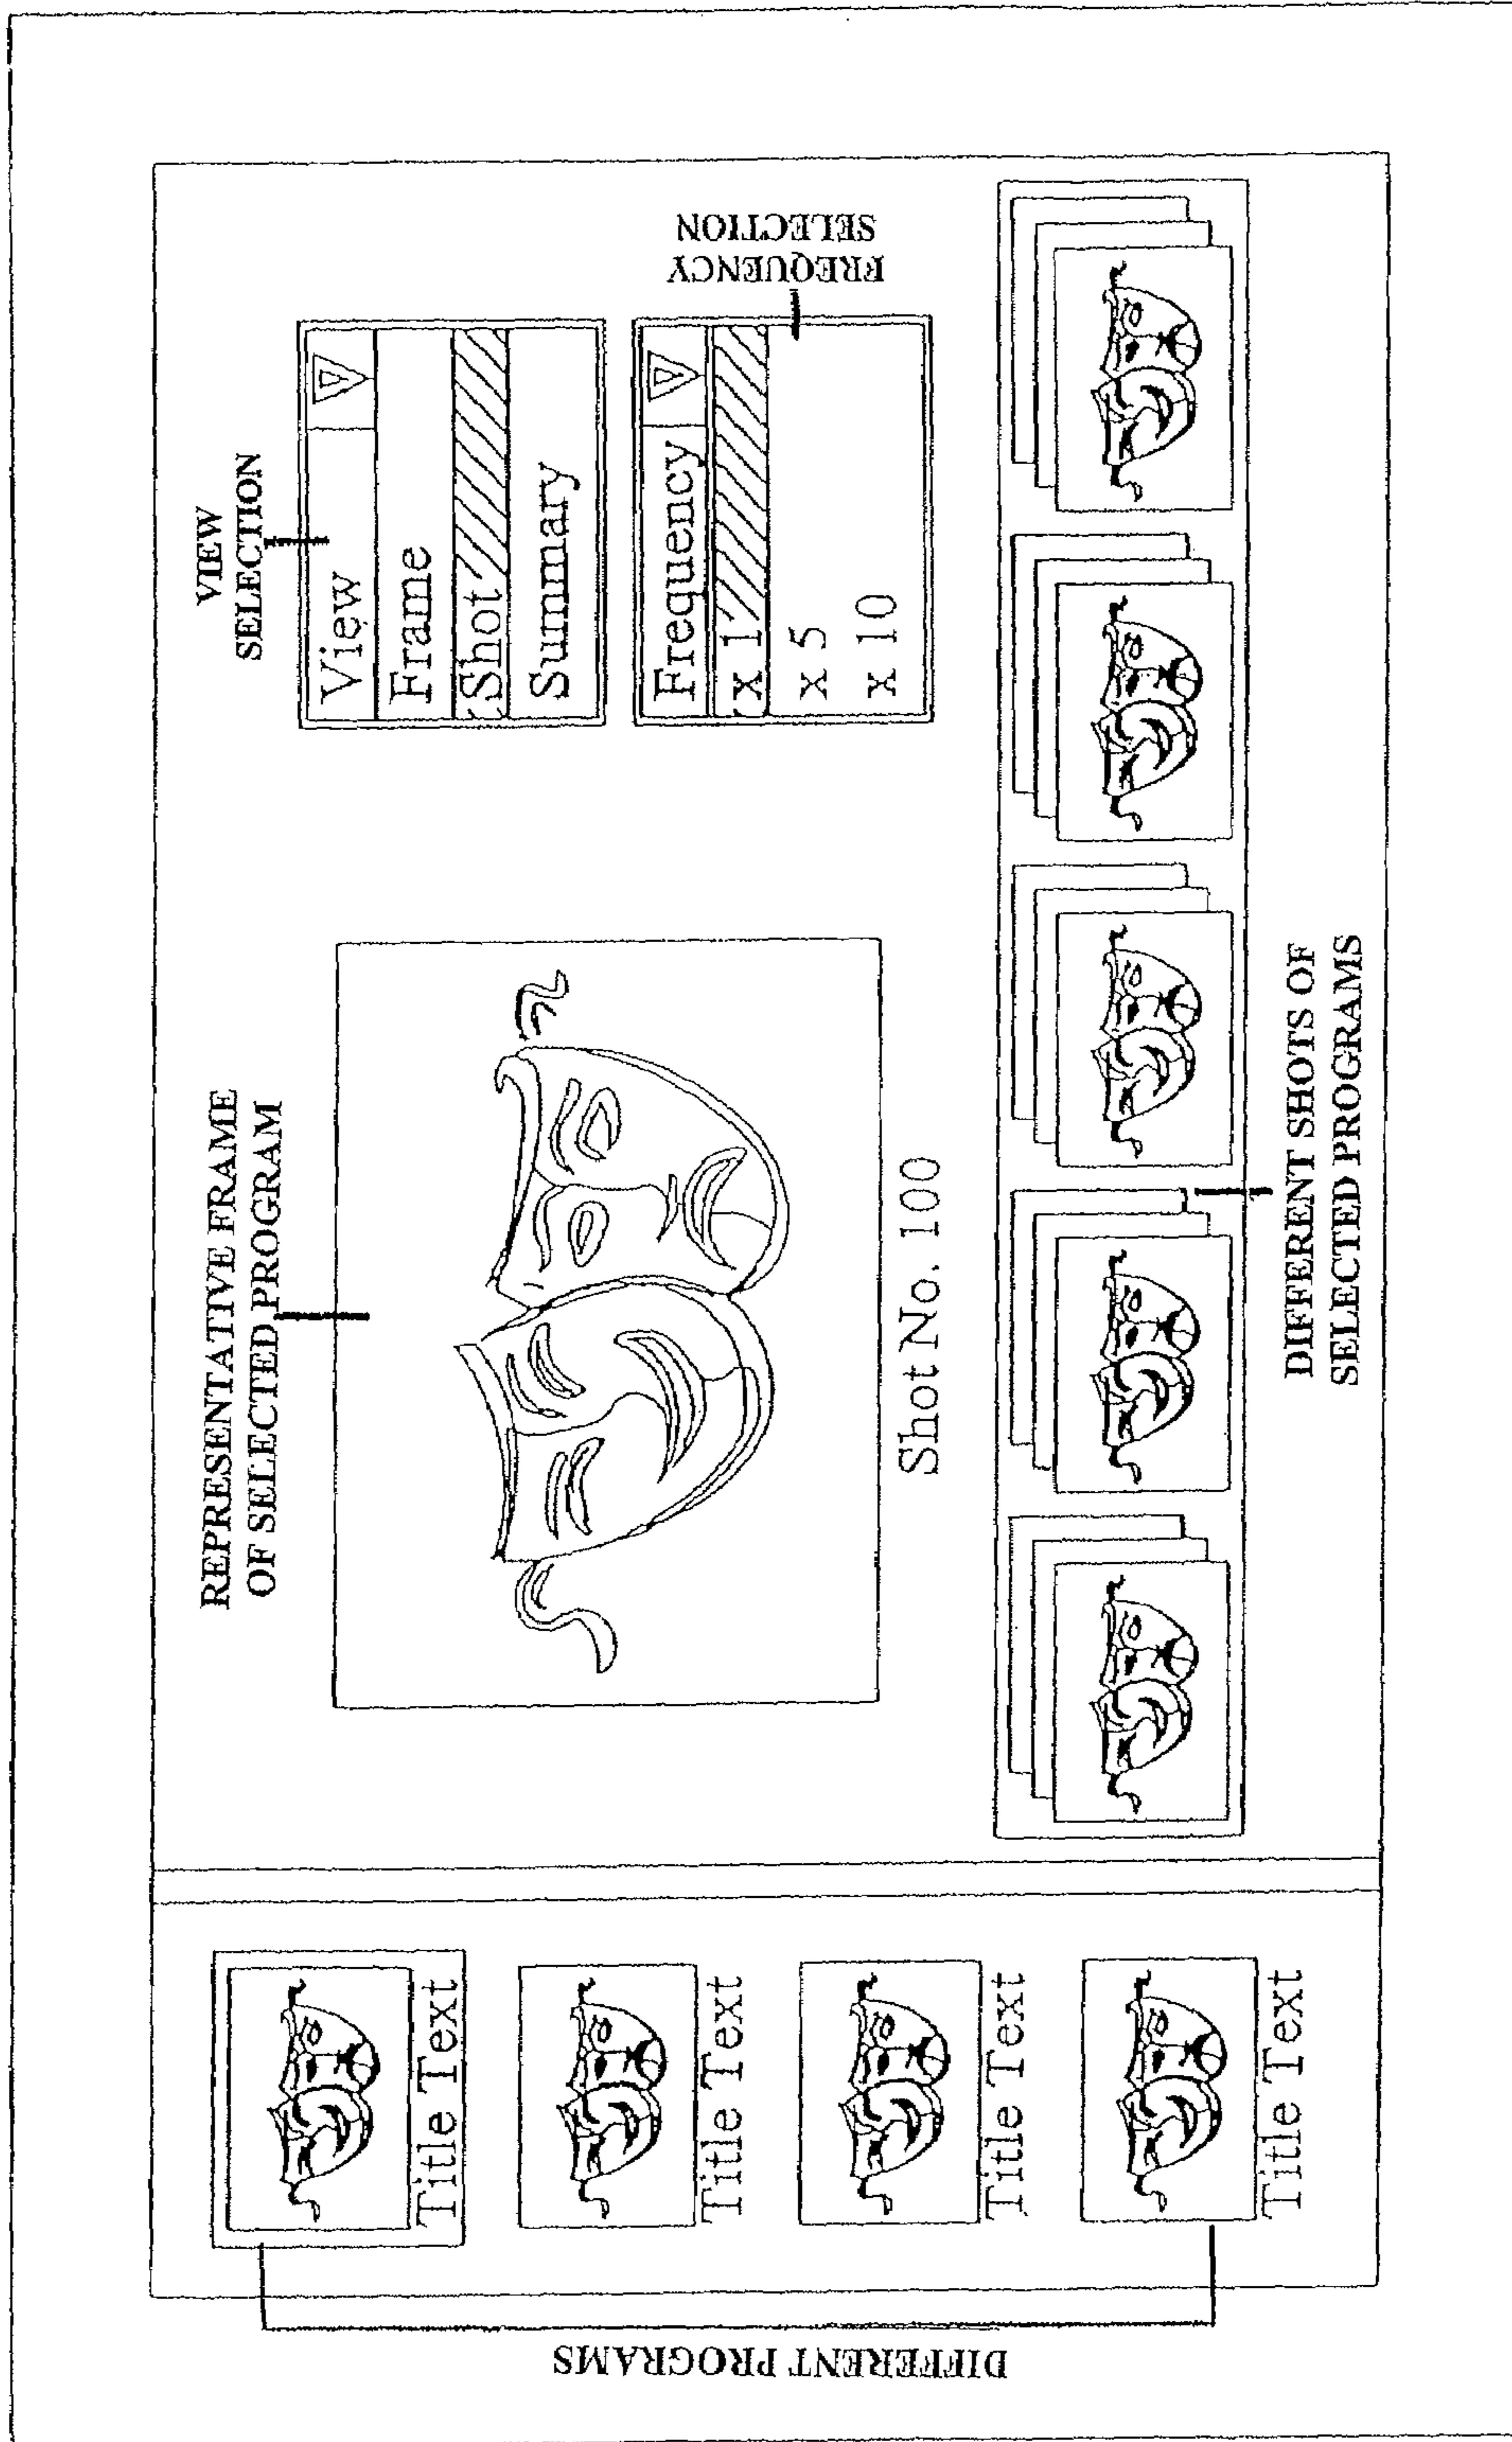 DIFFERENT PROGRAMS
Title Text
Title Text
Title Text
Title Text
REPRESENTATIVE FRAME
OF SELECTED PROGRAM
Shot No. 100
VIEW
SELECTION
View
Frame
Shot
Summary
Frequency
x 1
x 5
x 10
FREQUENCY
SELECTION
DIFFERENT SHOTS OF
SELECTED PROGRAMS